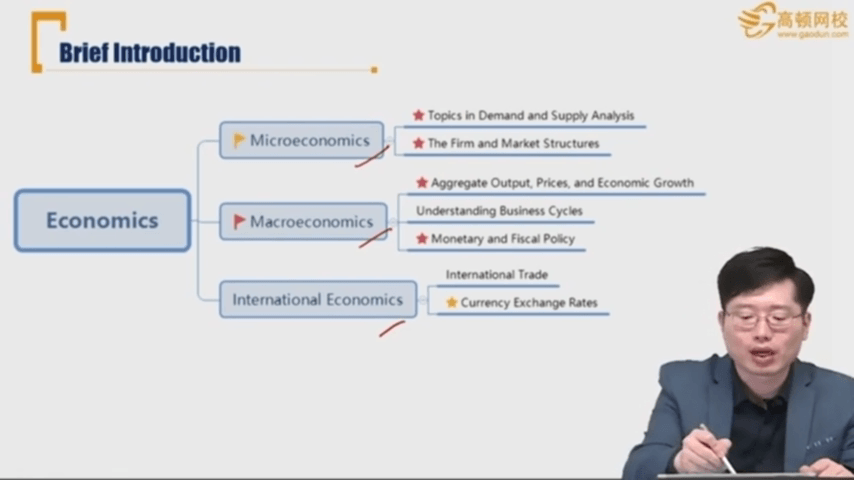 高顿网校
www.gaodun.com
Brief Introduction
Economics
Microeconomics
Topics in Demand and Supply Analysis
The Firm and Market Structures
Macroeconomics
Aggregate Output, Prices, and Economic Growth
Understanding Business Cycles
Monetary and Fiscal Policy
International Economics
International Trade
Currency Exchange Rates